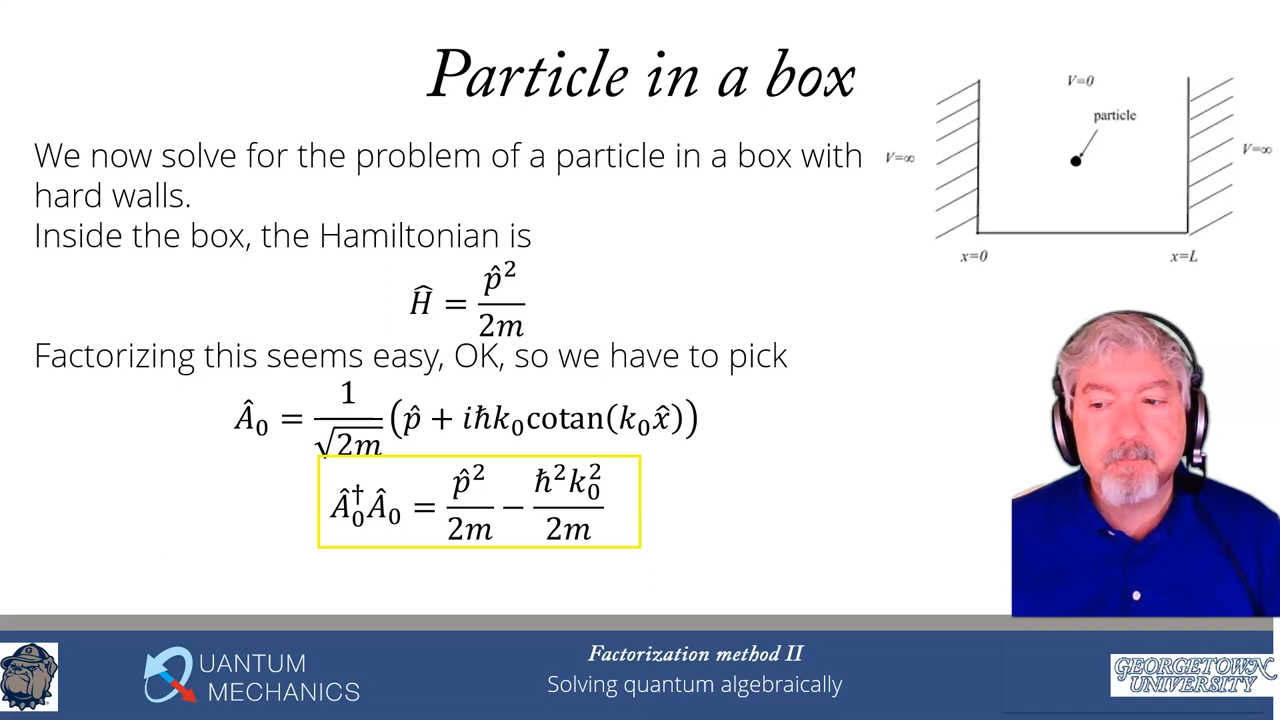 Particle in a box
We now solve for the problem of a particle in a box with
hard walls.
Inside the box, the Hamiltonian is
Ĥ = p̂²/2m
Factorizing this seems easy, OK, so we have to pick
Â₀ = 1/√2m (p̂ + iℏk₀cotan(k₀x̂))
Â₀†Â₀ = p̂²/2m − ℏ²k₀²/2m
V=0
particle
V=∞
V=∞
x=0
x=L
QUANTUM
MECHANICS
Factorization method II
Solving quantum algebraically
GEORGETOWN
UNIVERSITY
G